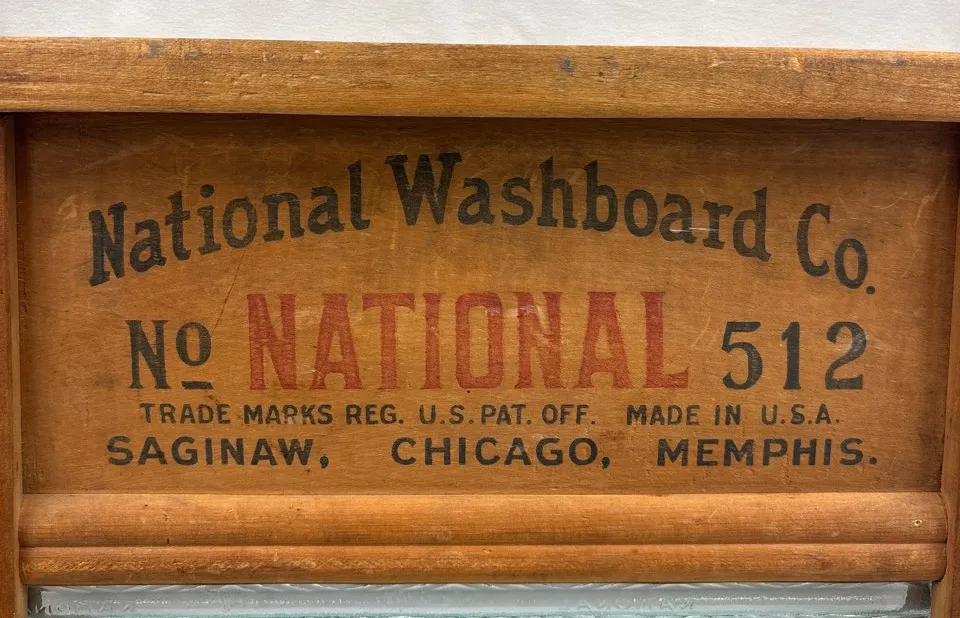 National Washboard Co.
No NATIONAL 512
TRADE MARKS REG. U.S. PAT. OFF. MADE IN U.S.A.
SAGINAW, CHICAGO, MEMPHIS.